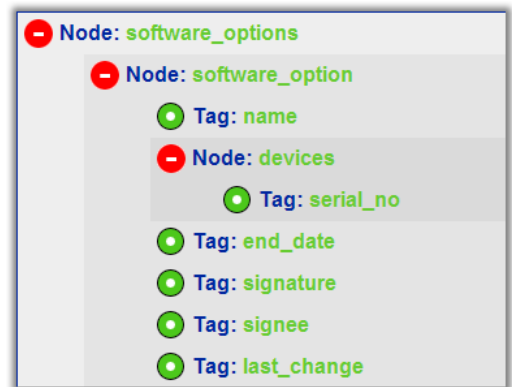 Node: software_options
Node: software_option
Tag: name
Node: devices
Tag: serial_no
Tag: end_date
Tag: signature
Tag: signee
Tag: last_change